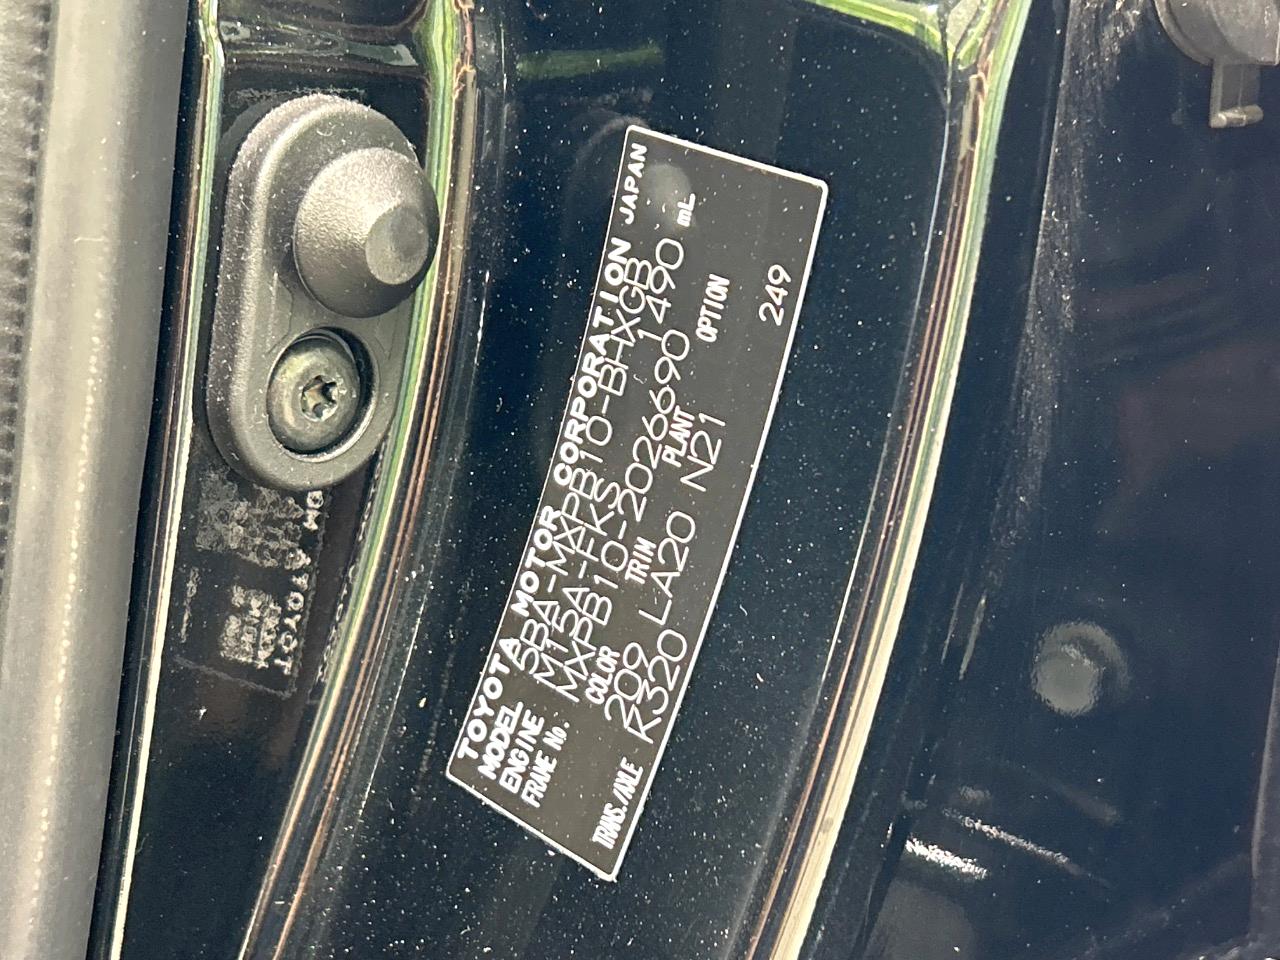 TOYOTA MOTOR CORPORATION JAPAN
MODEL 5BA-MXPB10-BHXGB
ENGINE M15A-FKS 1490 mL
FRAME No. MXPB10-2026690
COLOR TRIM PLANT OPTION
209 LA20 N21
TRANS./AXLE R320 249